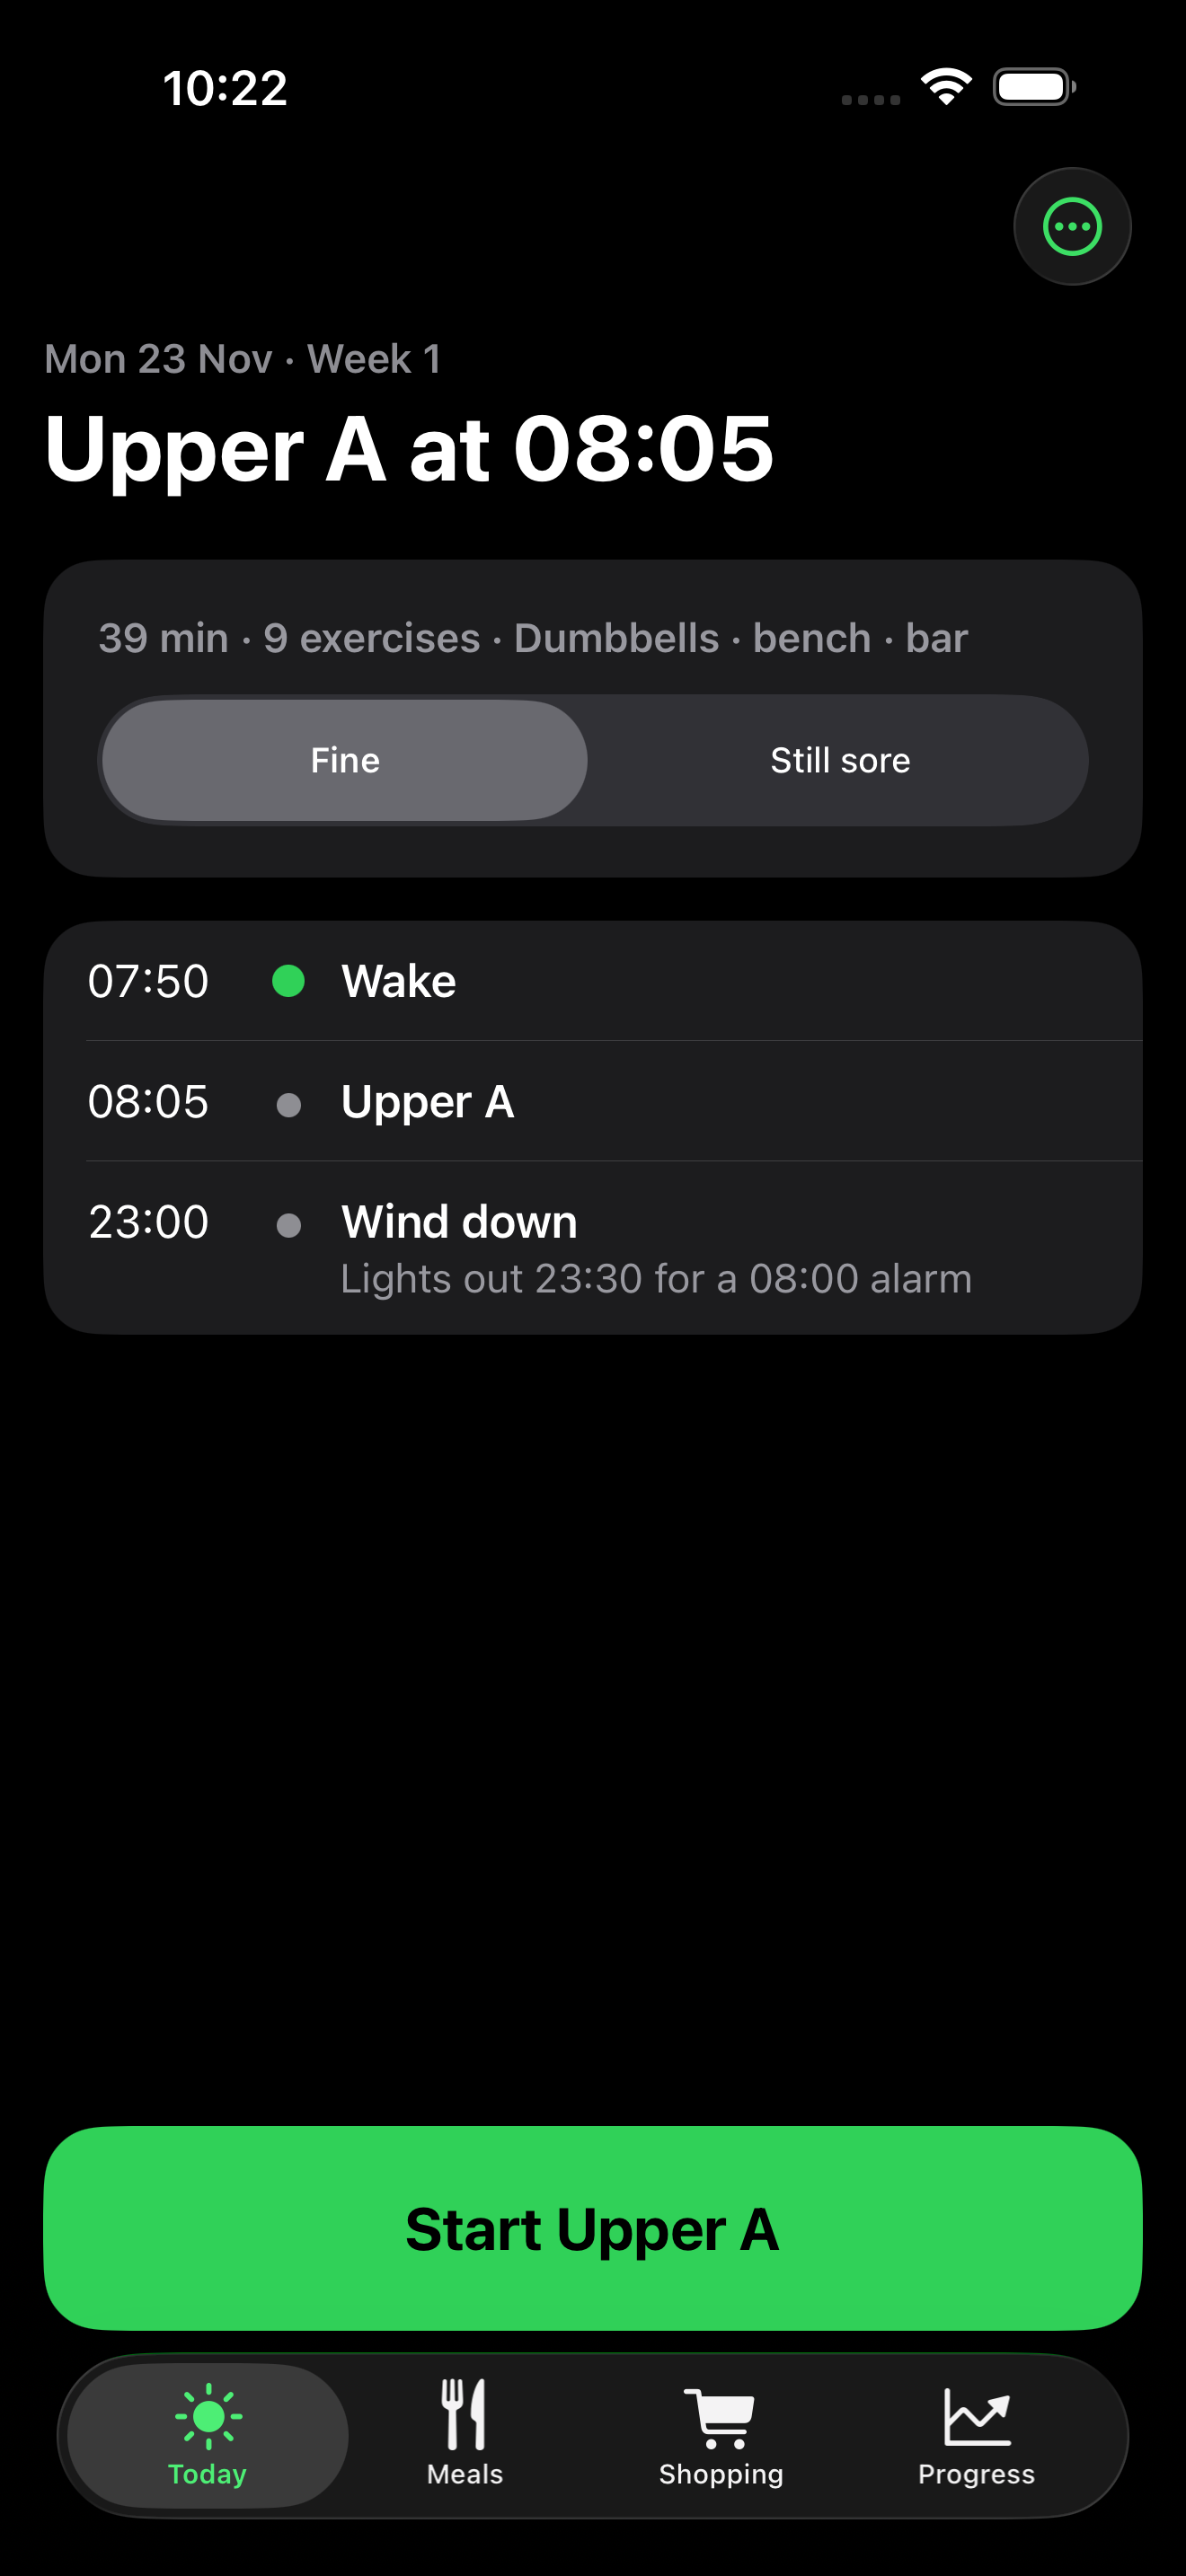 10:22
Mon 23 Nov · Week 1
Upper A at 08:05
39 min · 9 exercises · Dumbbells · bench · bar
Fine Still sore
07:50 Wake
08:05 Upper A
23:00 Wind down
Lights out 23:30 for a 08:00 alarm
Start Upper A
Today Meals Shopping Progress